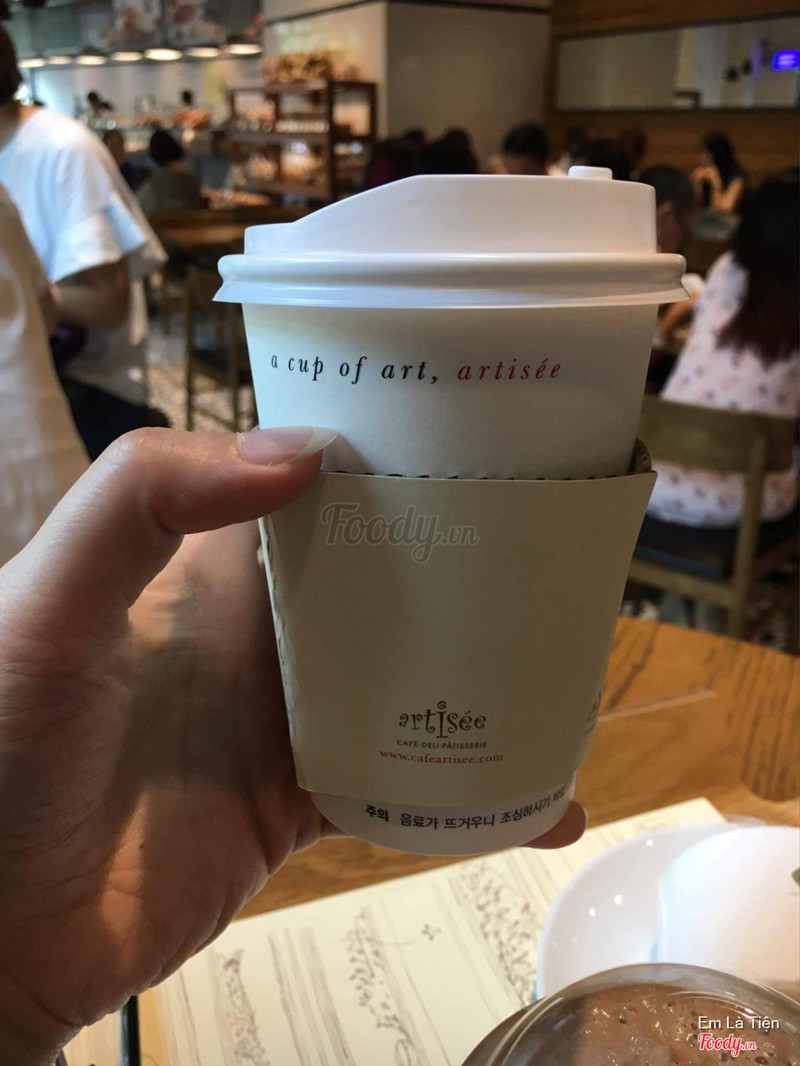 a cup of art, artisée
Foody.vn
artisée
CAFÉ·DELI·PÂTISSERIE
www.cafeartisee.com
주의 음료가 뜨거우니 조심하시기
Em Là Tiện
Foody.vn